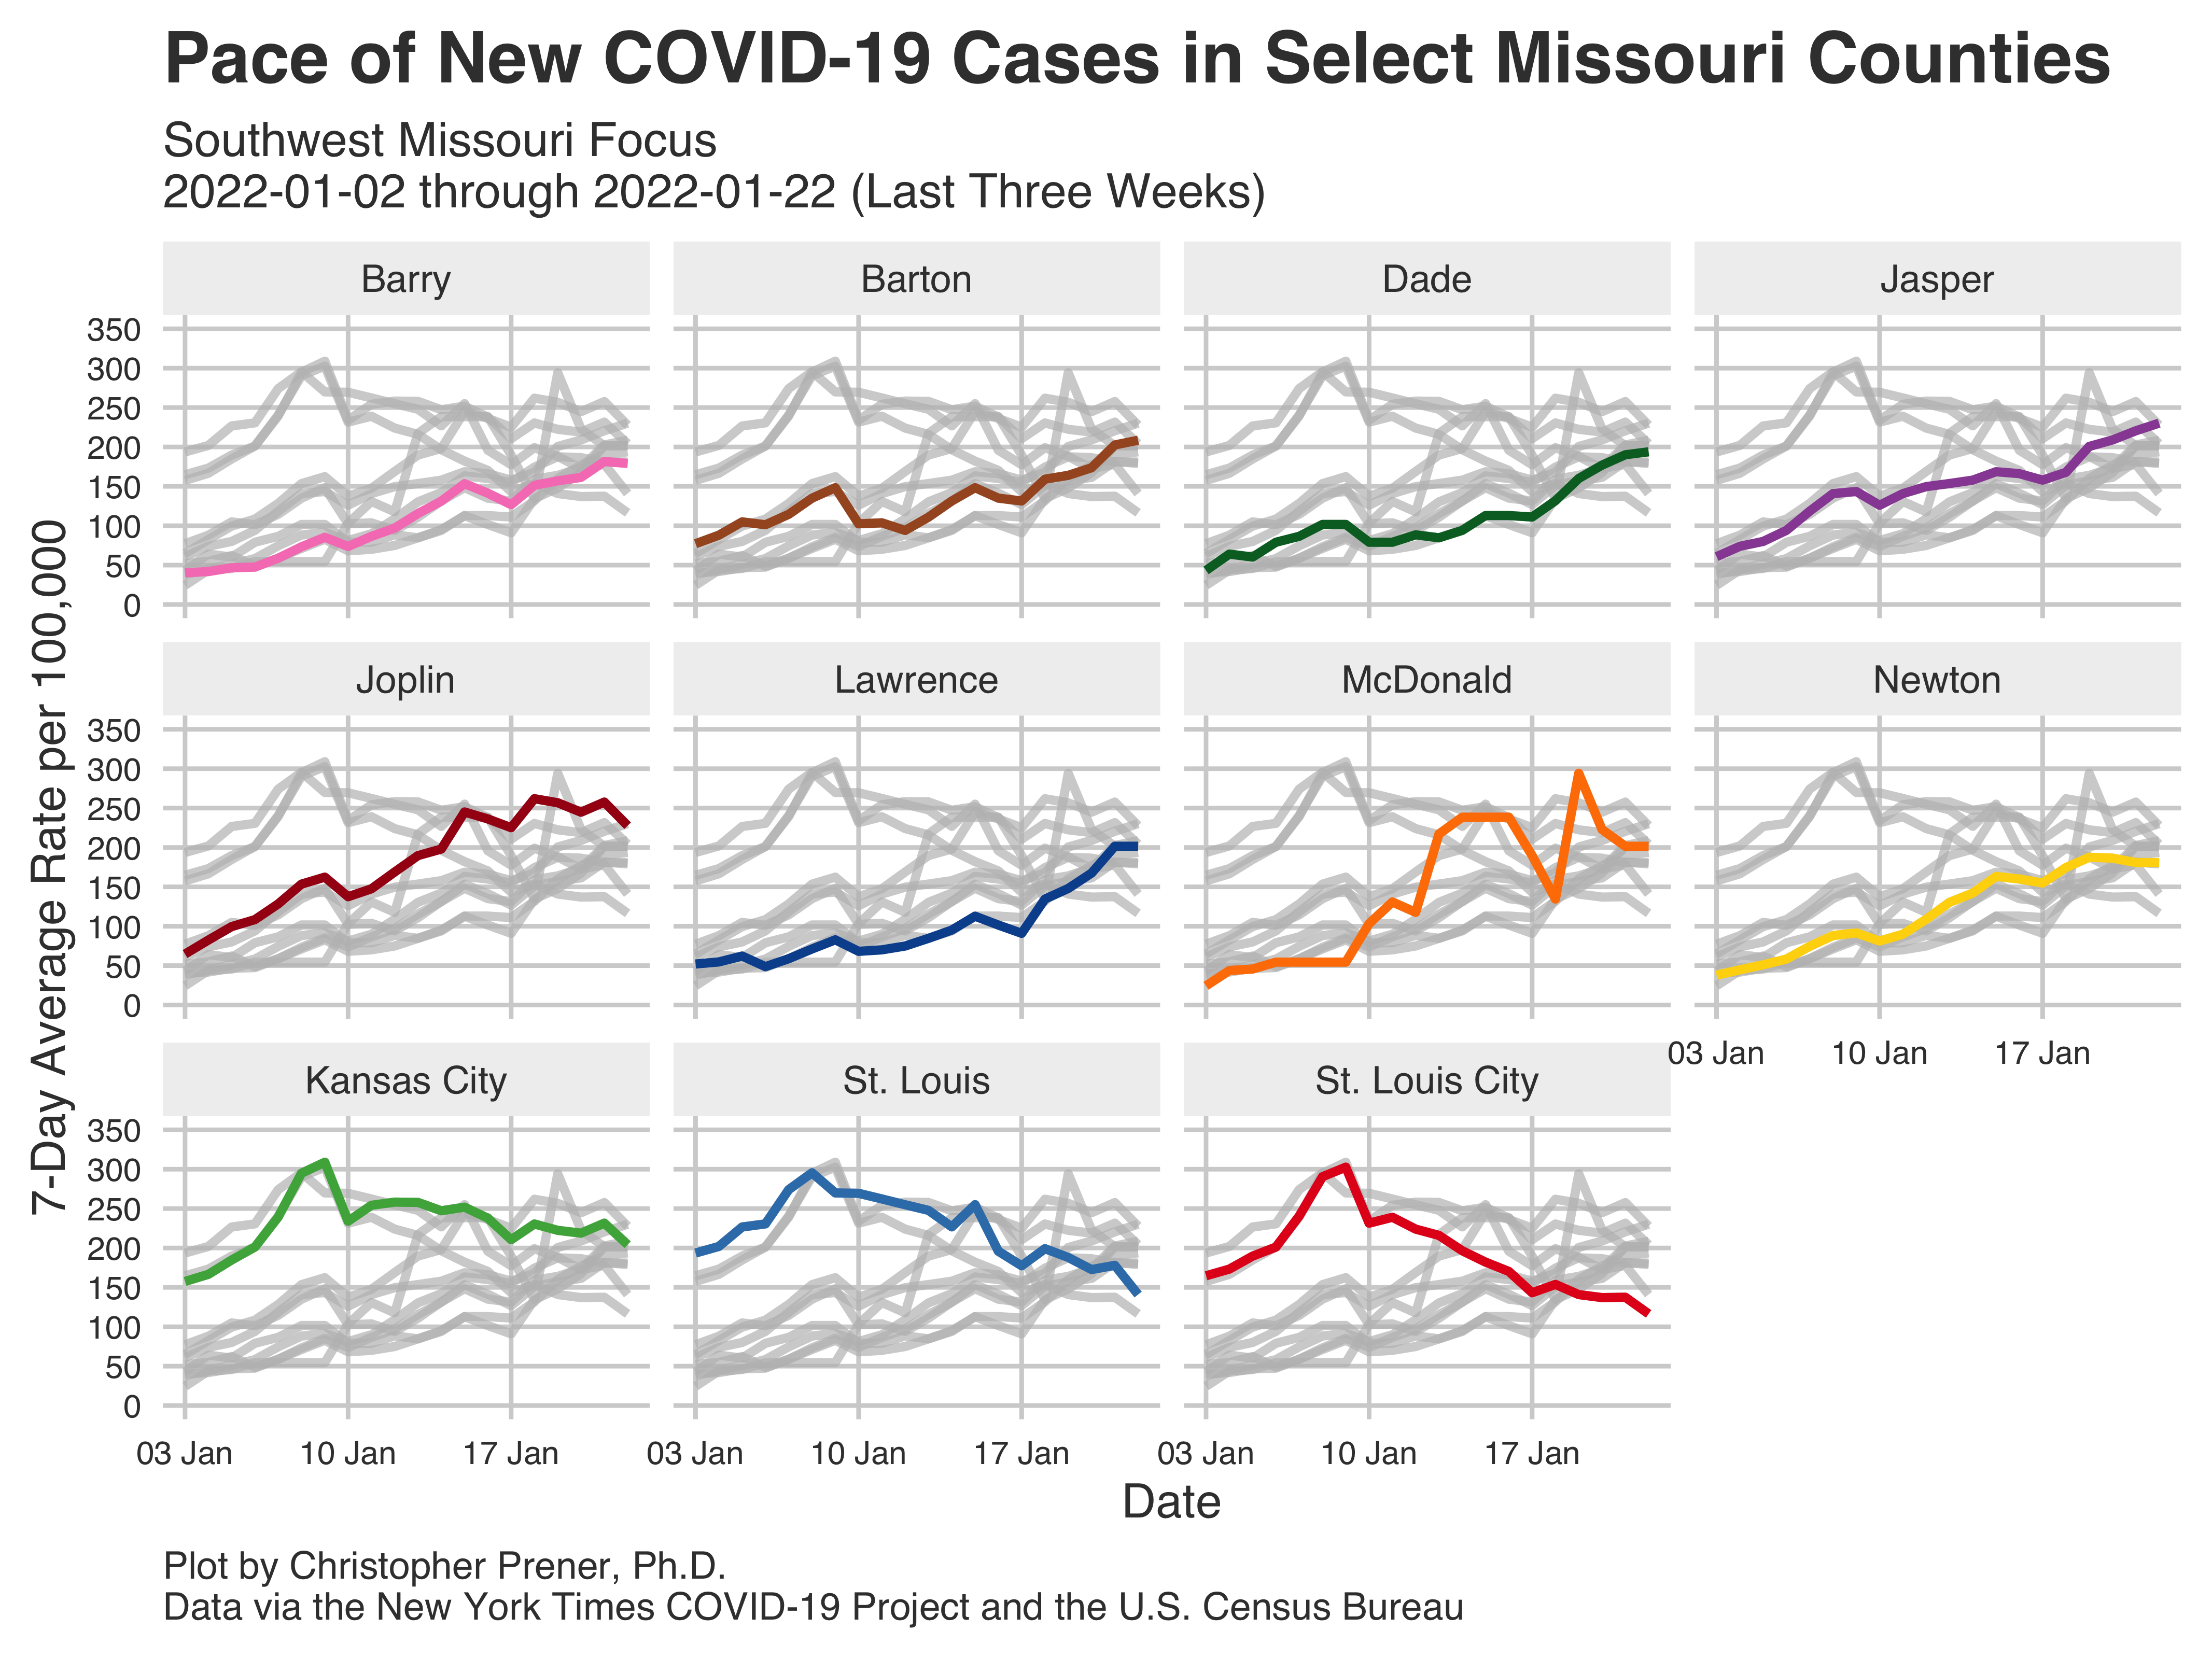 Pace of New COVID-19 Cases in Select Missouri Counties
Southwest Missouri Focus
2022-01-02 through 2022-01-22 (Last Three Weeks)
7-Day Average Rate per 100,000
Barry
Barton
Dade
Jasper
350
300
250
200
150
100
50
0
Joplin
Lawrence
McDonald
Newton
350
300
250
200
150
100
50
0
03 Jan
10 Jan
17 Jan
Kansas City
St. Louis
St. Louis City
350
300
250
200
150
100
50
0
03 Jan
10 Jan
17 Jan
03 Jan
10 Jan
17 Jan
03 Jan
10 Jan
17 Jan
Date
Plot by Christopher Prener, Ph.D.
Data via the New York Times COVID-19 Project and the U.S. Census Bureau